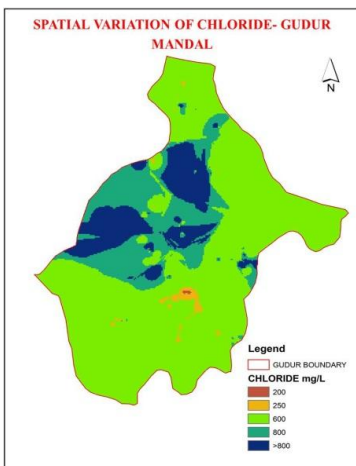 SPATIAL VARIATION OF CHLORIDE- GUDUR
MANDAL
N
Legend
GUDUR BOUNDARY
CHLORIDE mg/L
200
250
600
800
>800